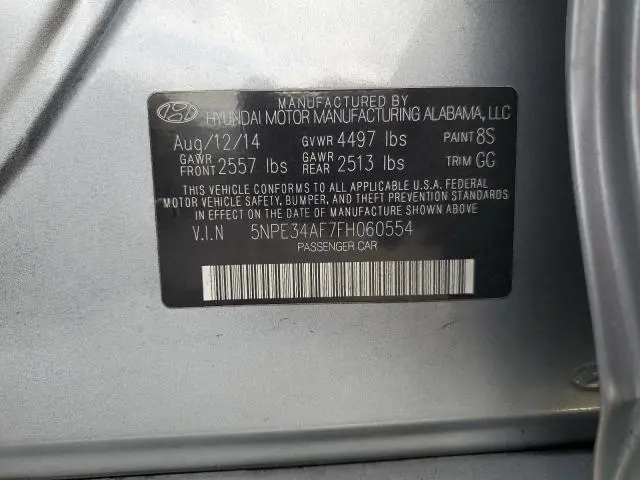 MANUFACTURED BY
HYUNDAI MOTOR MANUFACTURING ALABAMA, LLC
Aug/12/14 GVWR 4497 lbs PAINT 8S
GAWR FRONT 2557 lbs GAWR REAR 2513 lbs TRIM GG
THIS VEHICLE CONFORMS TO ALL APPLICABLE U.S.A. FEDERAL
MOTOR VEHICLE SAFETY, BUMPER, AND THEFT PREVENTION STANDARDS
IN EFFECT ON THE DATE OF MANUFACTURE SHOWN ABOVE.
V.I.N 5NPE34AF7FH060554
PASSENGER CAR